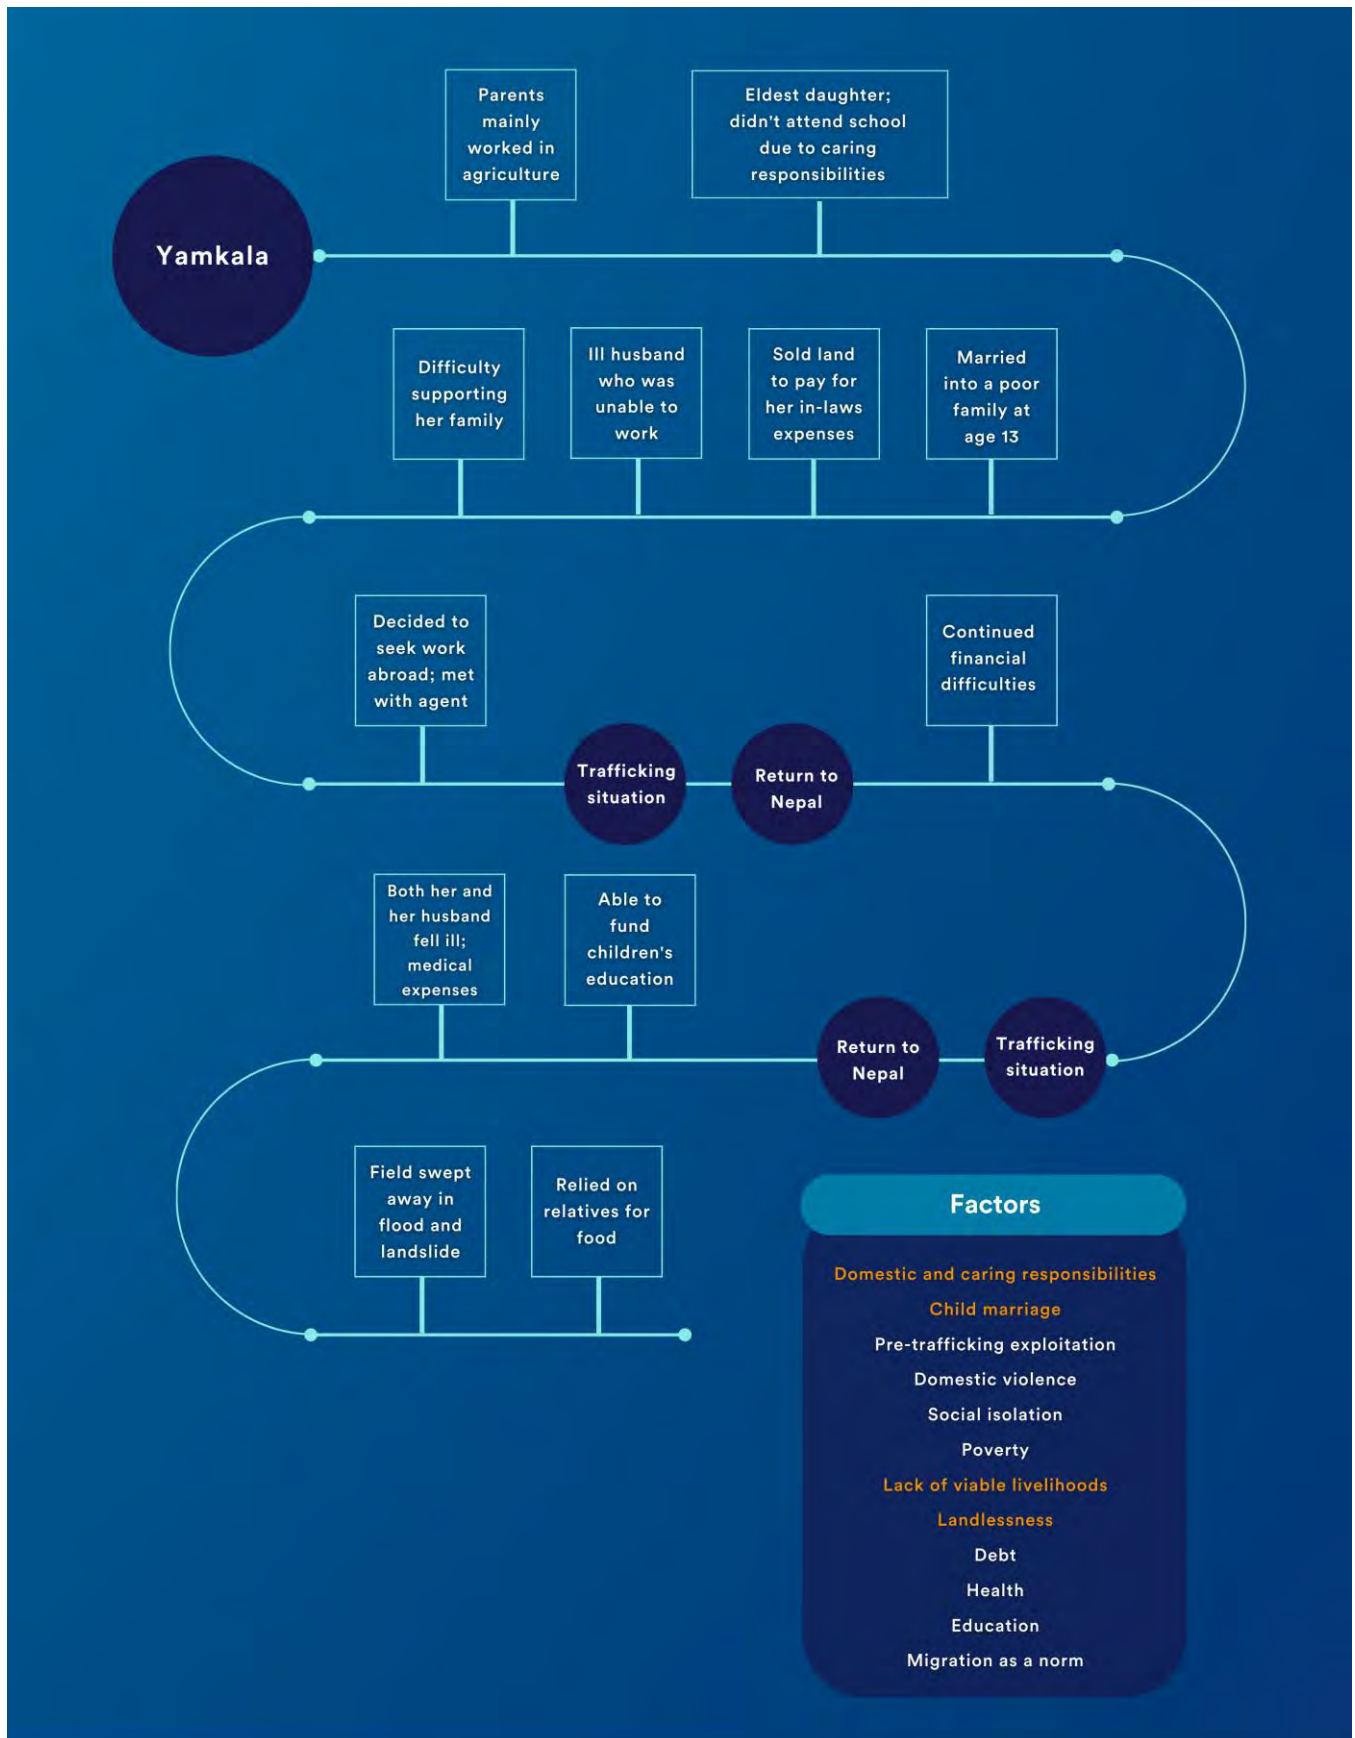 Yamkala
Parents
mainly
worked in
agriculture
Eldest daughter;
didn't attend school
due to caring
responsibilities
Difficulty
supporting
her family
Ill husband
who was
unable to
work
Sold land
to pay for
her in-laws
expenses
Married
into a poor
family at
age 13
Decided to
seek work
abroad; met
with agent
Trafficking
situation
Return to
Nepal
Continued
financial
difficulties
Both her and
her husband
fell ill;
medical
expenses
Able to
fund
children's
education
Return to
Nepal
Trafficking
situation
Field swept
away in
flood and
landslide
Relied on
relatives for
food
Factors
Domestic and caring responsibilities
Child marriage
Pre-trafficking exploitation
Domestic violence
Social isolation
Poverty
Lack of viable livelihoods
Landlessness
Debt
Health
Education
Migration as a norm